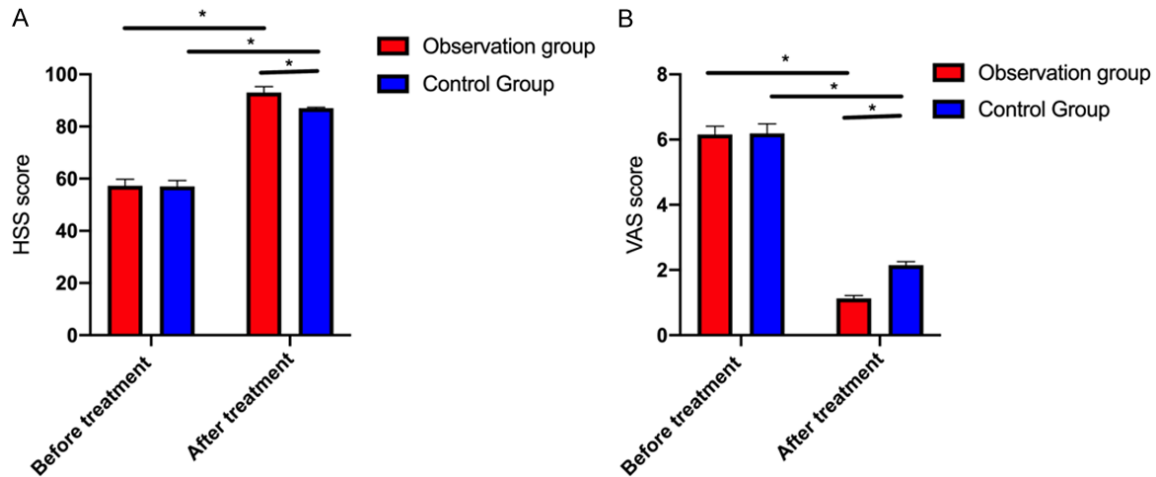 A
*
*
*
Observation group
Control Group
HSS score
100
80
60
40
20
0
Before treatment
After treatment
B
*
*
*
Observation group
Control Group
VAS score
8
6
4
2
0
Before treatment
After treatment